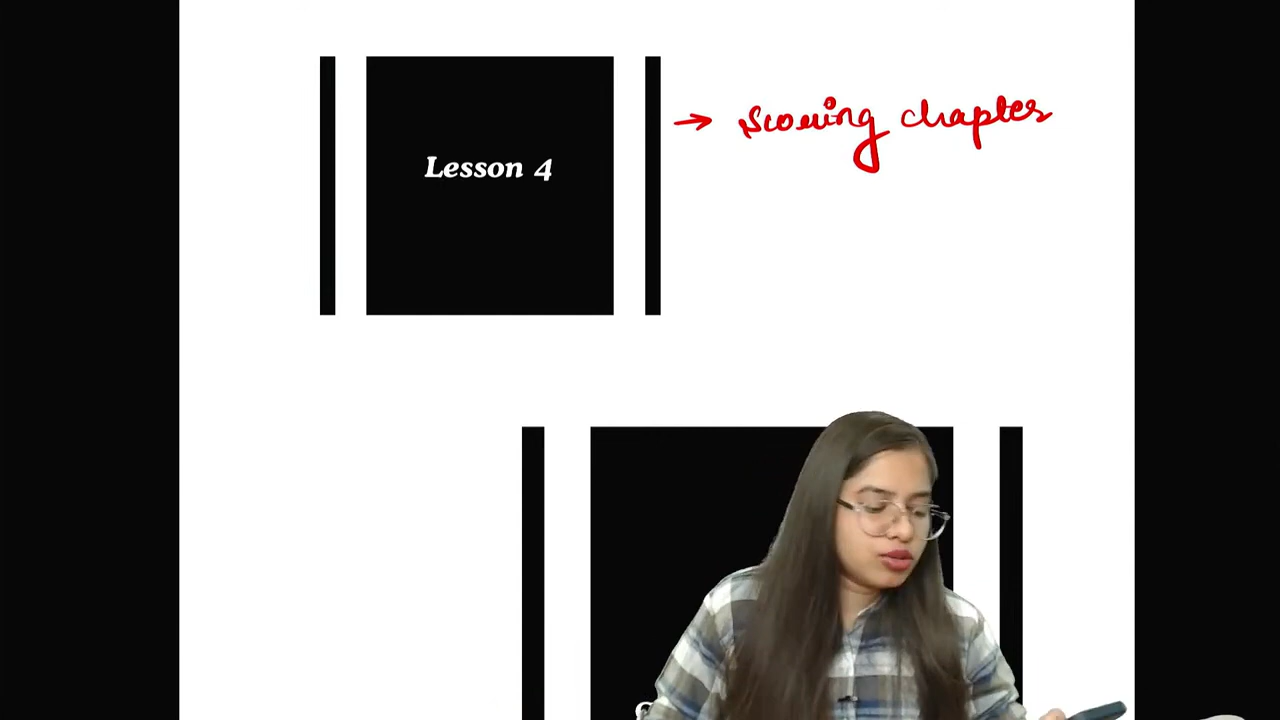 Lesson 4
→ Scoring chapter